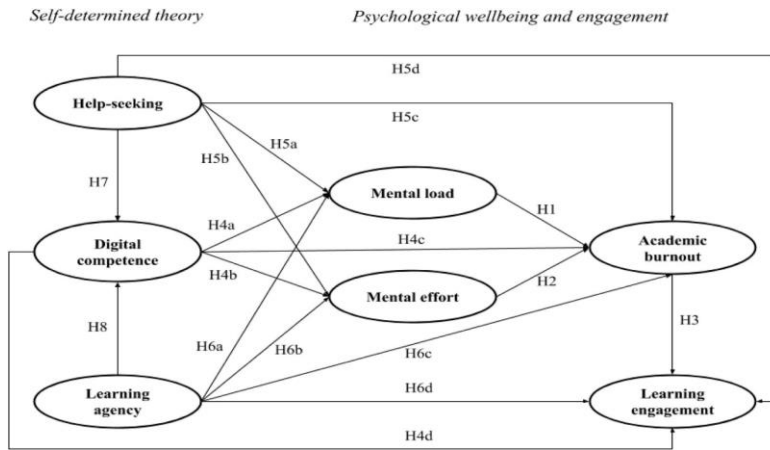 Self-determined theory
Psychological wellbeing and engagement
H5d
Help-seeking
H5c
H5a
H5b
Mental load
H7
H1
H4a
Digital
competence
H4c
Academic
burnout
H4b
Mental effort
H2
H8
H6a
H6b
H6c
H3
Learning
agency
H6d
Learning
engagement
H4d